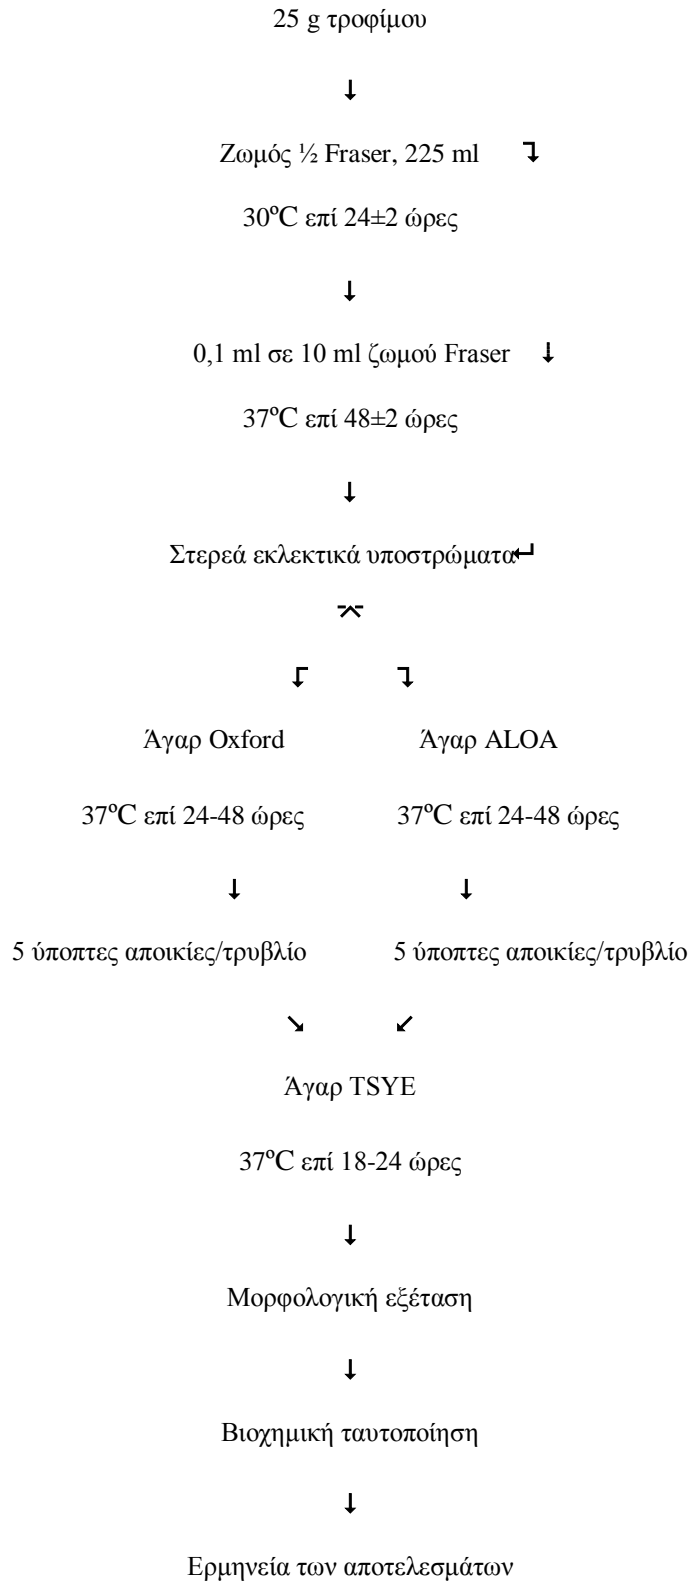 25 g τροφίμου
↓
Ζωμός ½ Fraser, 225 ml ↴
30ºC επί 24±2 ώρες
↓
0,1 ml σε 10 ml ζωμού Fraser ↓
37ºC επί 48±2 ώρες
↓
Στερεά εκλεκτικά υποστρώματα↵
Άγαρ Oxford Άγαρ ALOA
37ºC επί 24-48 ώρες 37ºC επί 24-48 ώρες
↓ ↓
5 ύποπτες αποικίες/τρυβλίο 5 ύποπτες αποικίες/τρυβλίο
↘ ↙
Άγαρ TSYE
37ºC επί 18-24 ώρες
↓
Μορφολογική εξέταση
↓
Βιοχημική ταυτοποίηση
↓
Ερμηνεία των αποτελεσμάτων